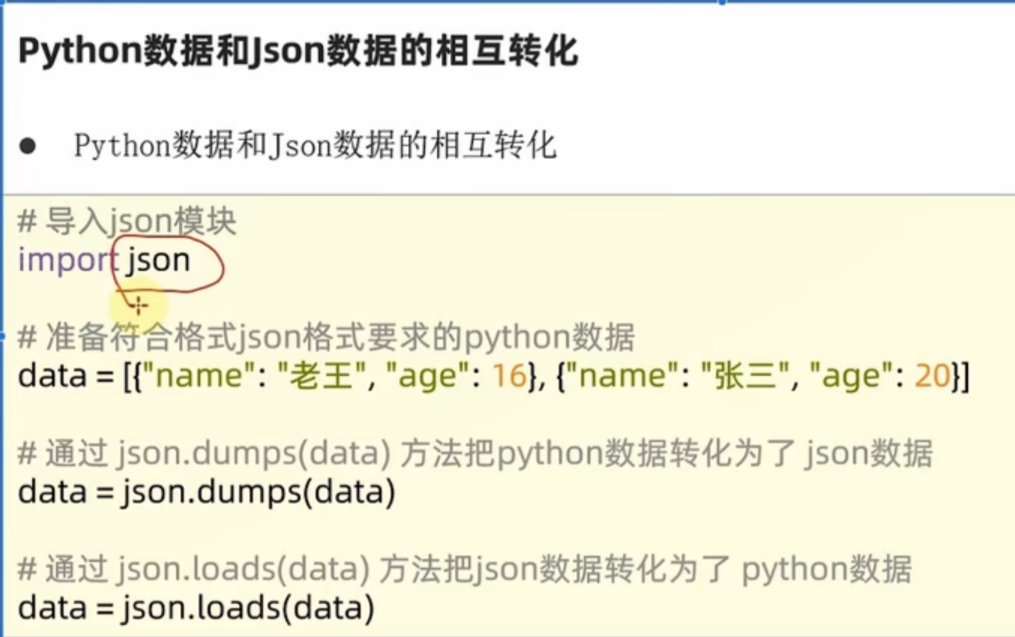 Python数据和Json数据的相互转化
● Python数据和Json数据的相互转化
# 导入json模块
import json
# 准备符合格式json格式要求的python数据
data = [{"name": "老王", "age": 16}, {"name": "张三", "age": 20}]
# 通过 json.dumps(data) 方法把python数据转化为了 json数据
data = json.dumps(data)
# 通过 json.loads(data) 方法把json数据转化为了 python数据
data = json.loads(data)